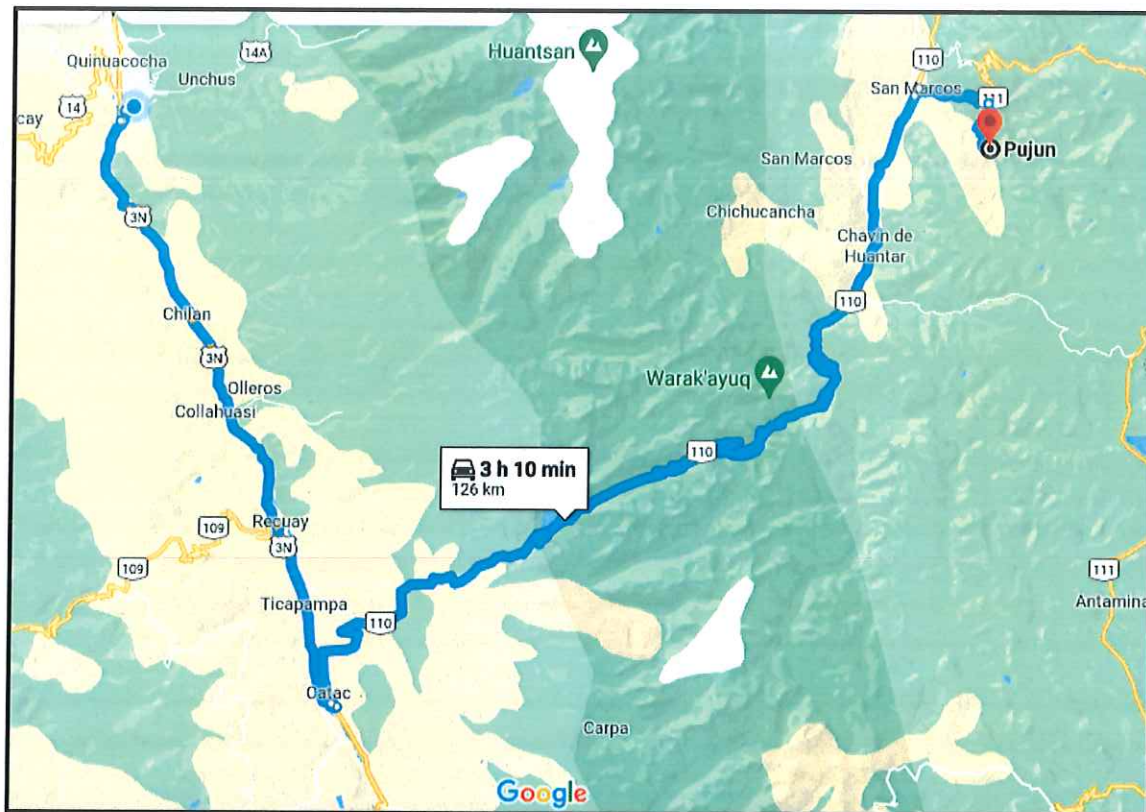 Huantsan
14A
Quinuacocha
Unchus
110
14
cay
San Marcos
111
Pujun
San Marcos
Chichucancha
3N
Chavín de
Huantar
110
Chilan
3N
Olleros
Collahuasi
Warak'ayuq
3 h 10 min
126 km
110
Recuay
109
3N
109
111
Ticapampa
110
Antamina
Catac
Carpa
Google